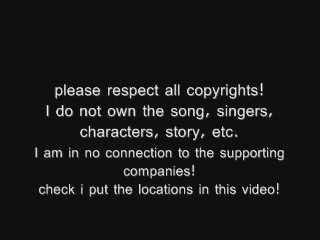 please respect all copyrights!
I do not own the song, singers,
characters, story, etc.
I am in no connection to the supporting
companies!
check i put the locations in this video!